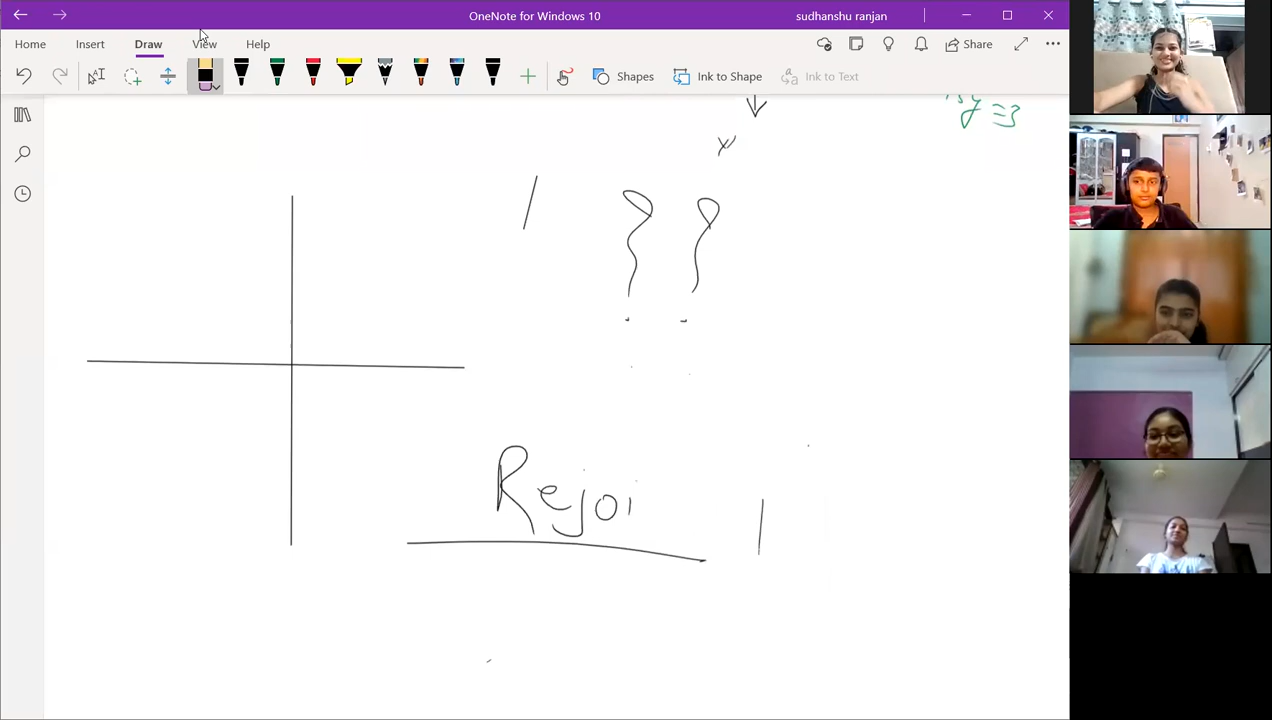 OneNote for Windows 10
sudhanshu ranjan
Home Insert Draw View Help
Share
Shapes Ink to Shape Ink to Text
Rejoi